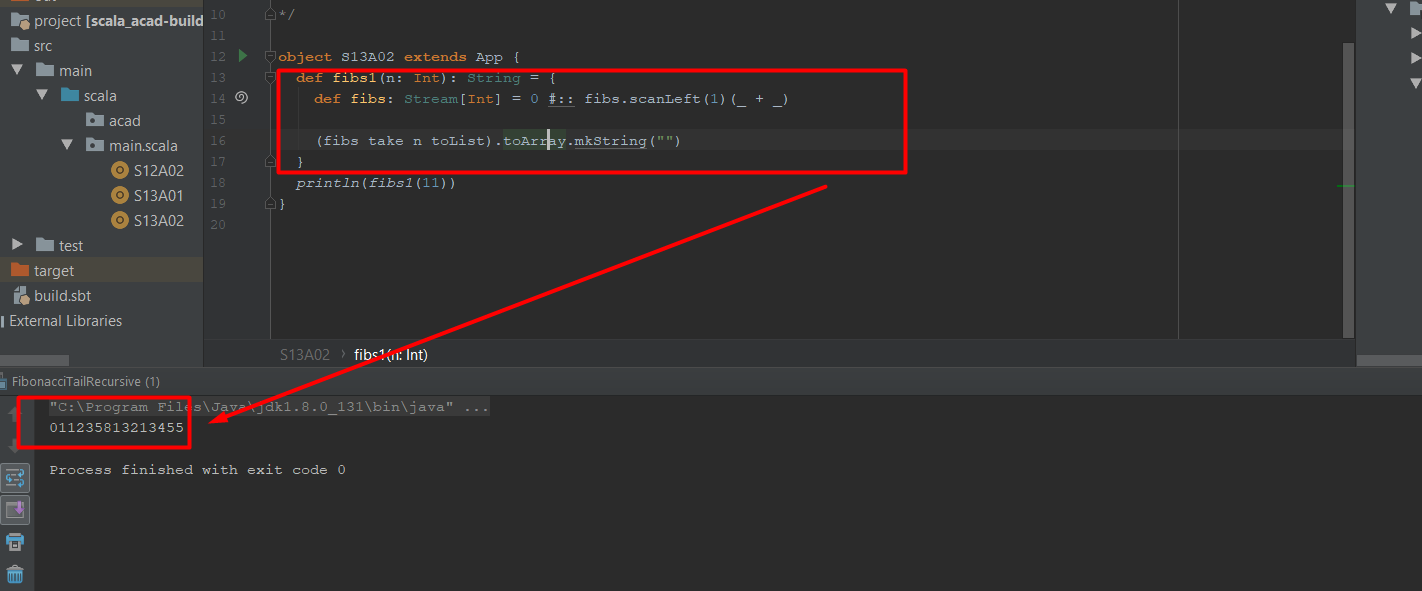 project [scala_acad-build
src
main
scala
acad
main.scala
S12A02
S13A01
S13A02
test
target
build.sbt
External Libraries
10 */
11
12 object S13A02 extends App {
13 def fibs1(n: Int): String = {
14 def fibs: Stream[Int] = 0 #:: fibs.scanLeft(1)(_ + _)
15
16 (fibs take n toList).toArray.mkString("")
17 }
18 println(fibs1(11))
19 }
20
S13A02 › fibs1(n: Int)
FibonacciTailRecursive (1)
"C:\Program Files\Java\jdk1.8.0_131\bin\java" ...
011235813213455
Process finished with exit code 0